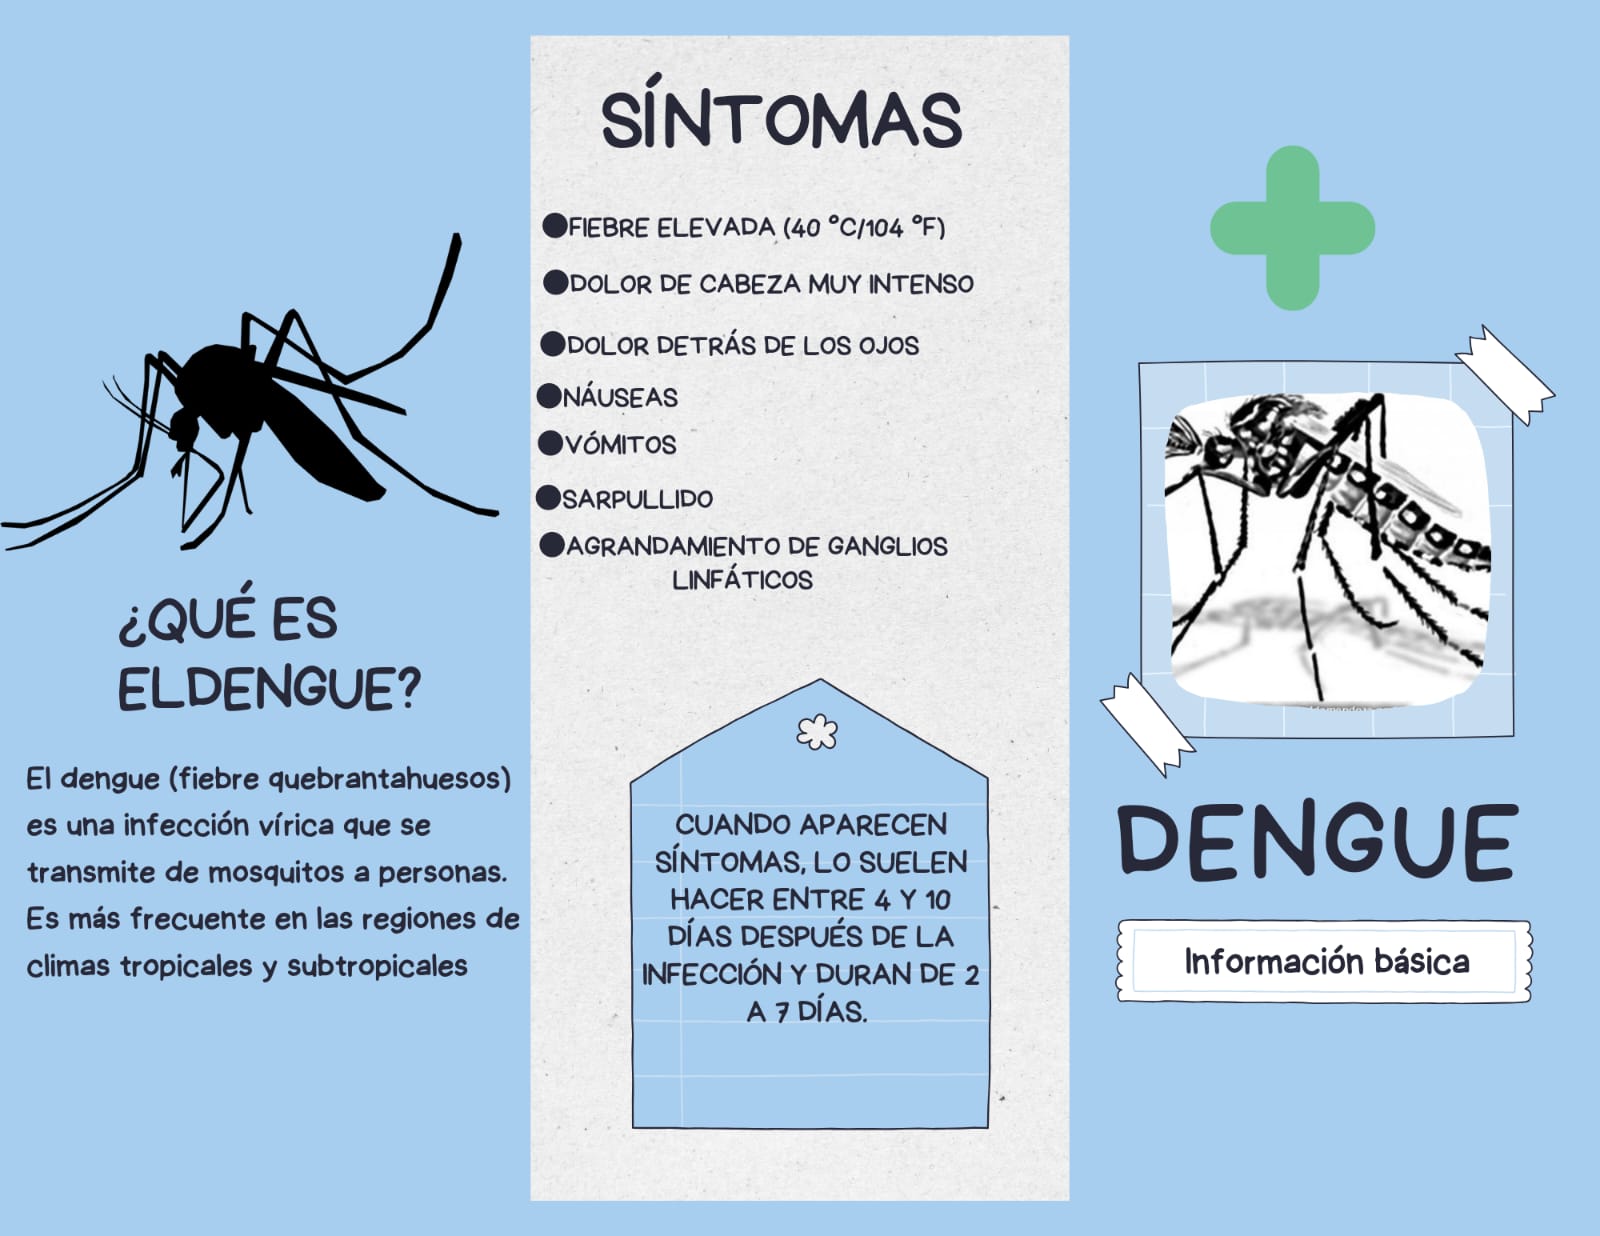 ¿QUÉ ES
ELDENGUE?
El dengue (fiebre quebrantahuesos)
es una infección vírica que se
transmite de mosquitos a personas.
Es más frecuente en las regiones de
climas tropicales y subtropicales
SÍNTOMAS
●FIEBRE ELEVADA (40 °C/104 °F)
●DOLOR DE CABEZA MUY INTENSO
●DOLOR DETRÁS DE LOS OJOS
●NÁUSEAS
●VÓMITOS
●SARPULLIDO
●AGRANDAMIENTO DE GANGLIOS
LINFÁTICOS
CUANDO APARECEN
SÍNTOMAS, LO SUELEN
HACER ENTRE 4 Y 10
DÍAS DESPUÉS DE LA
INFECCIÓN Y DURAN DE 2
A 7 DÍAS.
DENGUE
Información básica